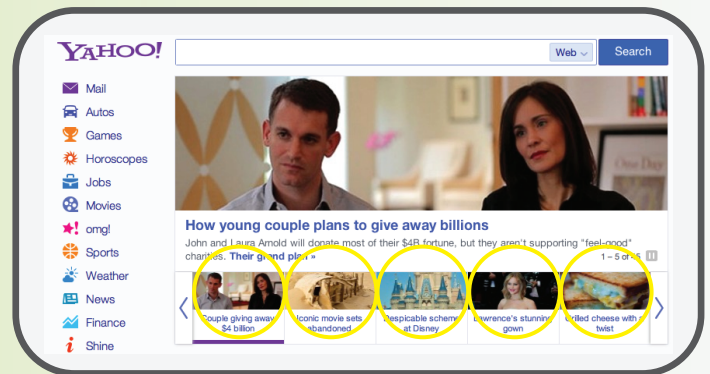 YAHOO!
Web
Search
Mail
Autos
Games
Horoscopes
Jobs
Movies
omg!
Sports
Weather
News
Finance
Shine
One Day
How young couple plans to give away billions
John and Laura Arnold will donate most of their $4B fortune, but they aren't supporting "feel-good"
charities. Their grand plan »
1 – 5 of
Couple giving away
$4 billion
Iconic movie sets
abandoned
Despicable scheme
at Disney
Lawrence's stunning
gown
Grilled cheese with a
twist